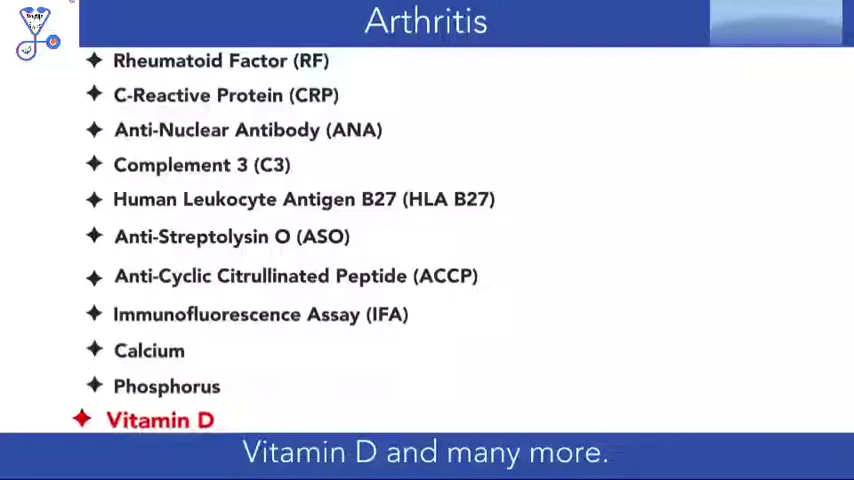 Arthritis
Rheumatoid Factor (RF)
C-Reactive Protein (CRP)
Anti-Nuclear Antibody (ANA)
Complement 3 (C3)
Human Leukocyte Antigen B27 (HLA B27)
Anti-Streptolysin O (ASO)
Anti-Cyclic Citrullinated Peptide (ACCP)
Immunofluorescence Assay (IFA)
Calcium
Phosphorus
Vitamin D
Vitamin D and many more.